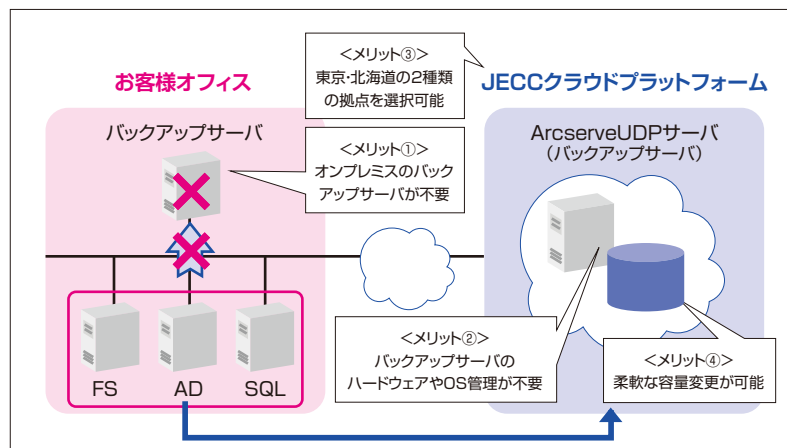 <メリット③>
東京・北海道の2種類
の拠点を選択可能
お客様オフィス
JECCクラウドプラットフォーム
バックアップサーバ
<メリット①>
オンプレミスのバック
アップサーバが不要
ArcserveUDPサーバ
(バックアップサーバ)
<メリット②>
バックアップサーバの
ハードウェアやOS管理が不要
<メリット④>
柔軟な容量変更が可能
FS
AD
SQL